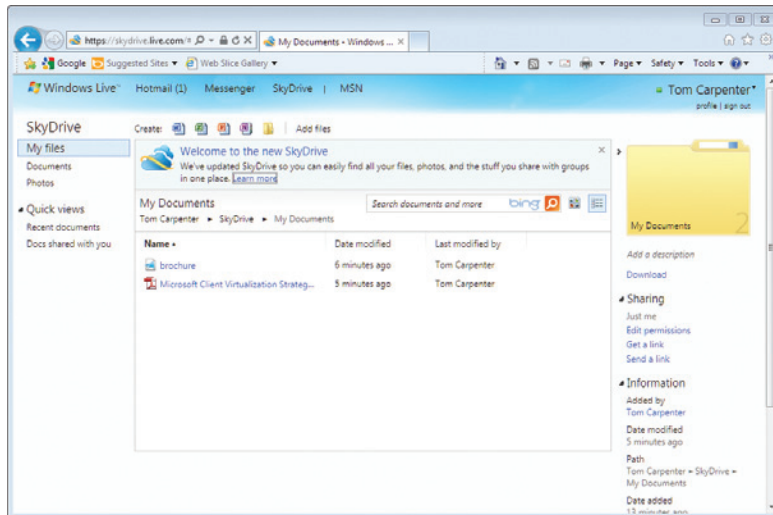 https://skydrive.live.com/#
My Documents - Windows ...
Google Suggested Sites Web Slice Gallery
Page Safety Tools
Windows Live Hotmail (1) Messenger SkyDrive | MSN
Tom Carpenter
profile | sign out
SkyDrive
Create: Add files
My files
Documents
Photos
Quick views
Recent documents
Docs shared with you
Welcome to the new SkyDrive
We've updated SkyDrive so you can easily find all your files, photos, and the stuff you share with groups
in one place. Learn more
My Documents
Search documents and more bing
Tom Carpenter ▸ SkyDrive ▸ My Documents
Name Date modified Last modified by
brochure 6 minutes ago Tom Carpenter
Microsoft Client Virtualization Strateg... 5 minutes ago Tom Carpenter
My Documents 2
Add a description
Download
Sharing
Just me
Edit permissions
Get a link
Send a link
Information
Added by
Tom Carpenter
Date modified
5 minutes ago
Path
Tom Carpenter ▸ SkyDrive ▸
My Documents
Date added
13 minutes ago